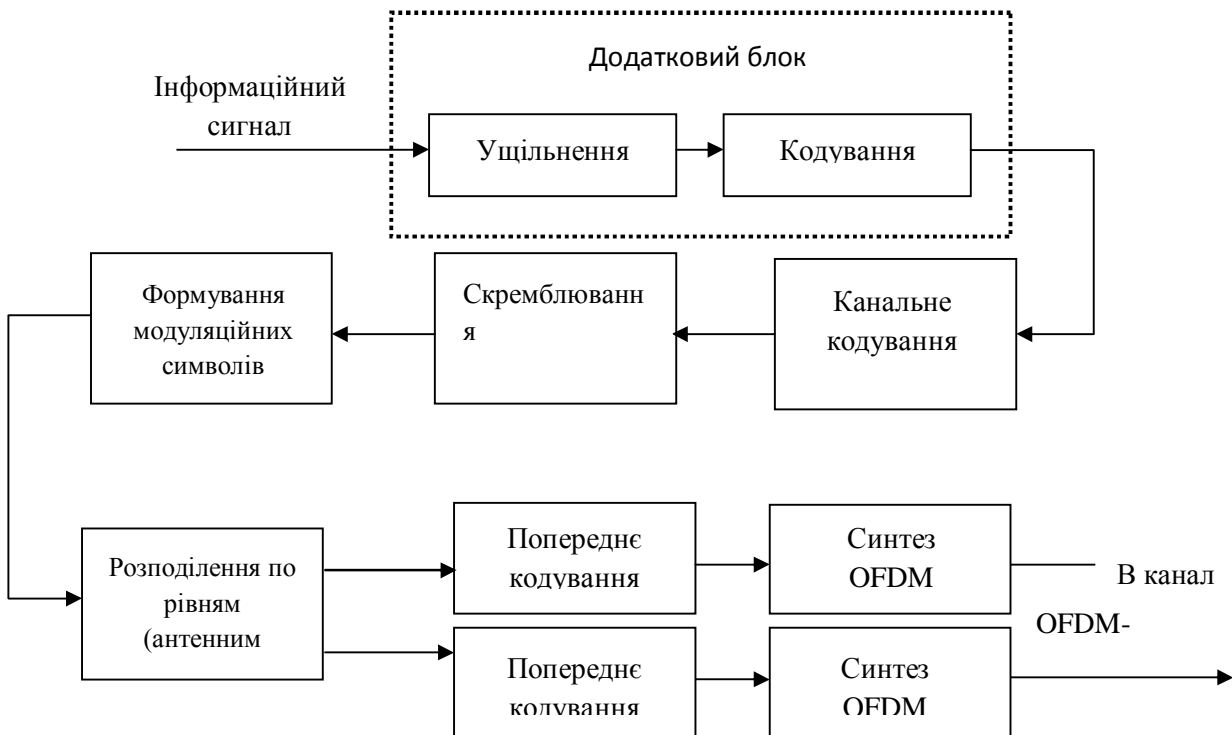 Додатковий блок
Інформаційний
сигнал
Ущільнення
Кодування
Формування
модуляційних
символів
Скремблюванн
я
Канальне
кодування
Розподілення по
рівням
(антенним
Попереднє
кодування
Синтез
OFDM
В канал
OFDM-
Попереднє
кодування
Синтез
OFDM